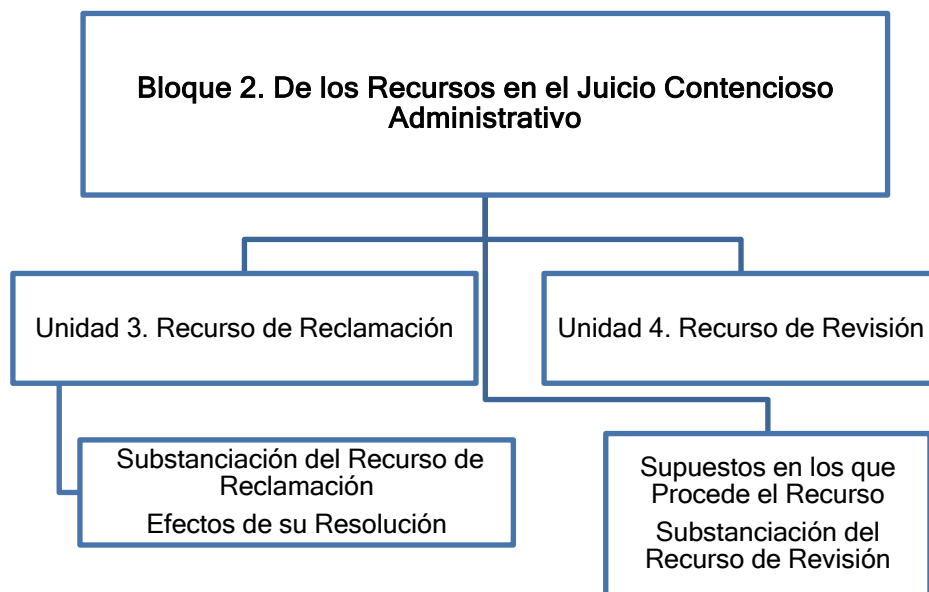 Bloque 2. De los Recursos en el Juicio Contencioso
Administrativo
Unidad 3. Recurso de Reclamación
Unidad 4. Recurso de Revisión
Substanciación del Recurso de
Reclamación
Efectos de su Resolución
Supuestos en los que
Procede el Recurso
Substanciación del
Recurso de Revisión